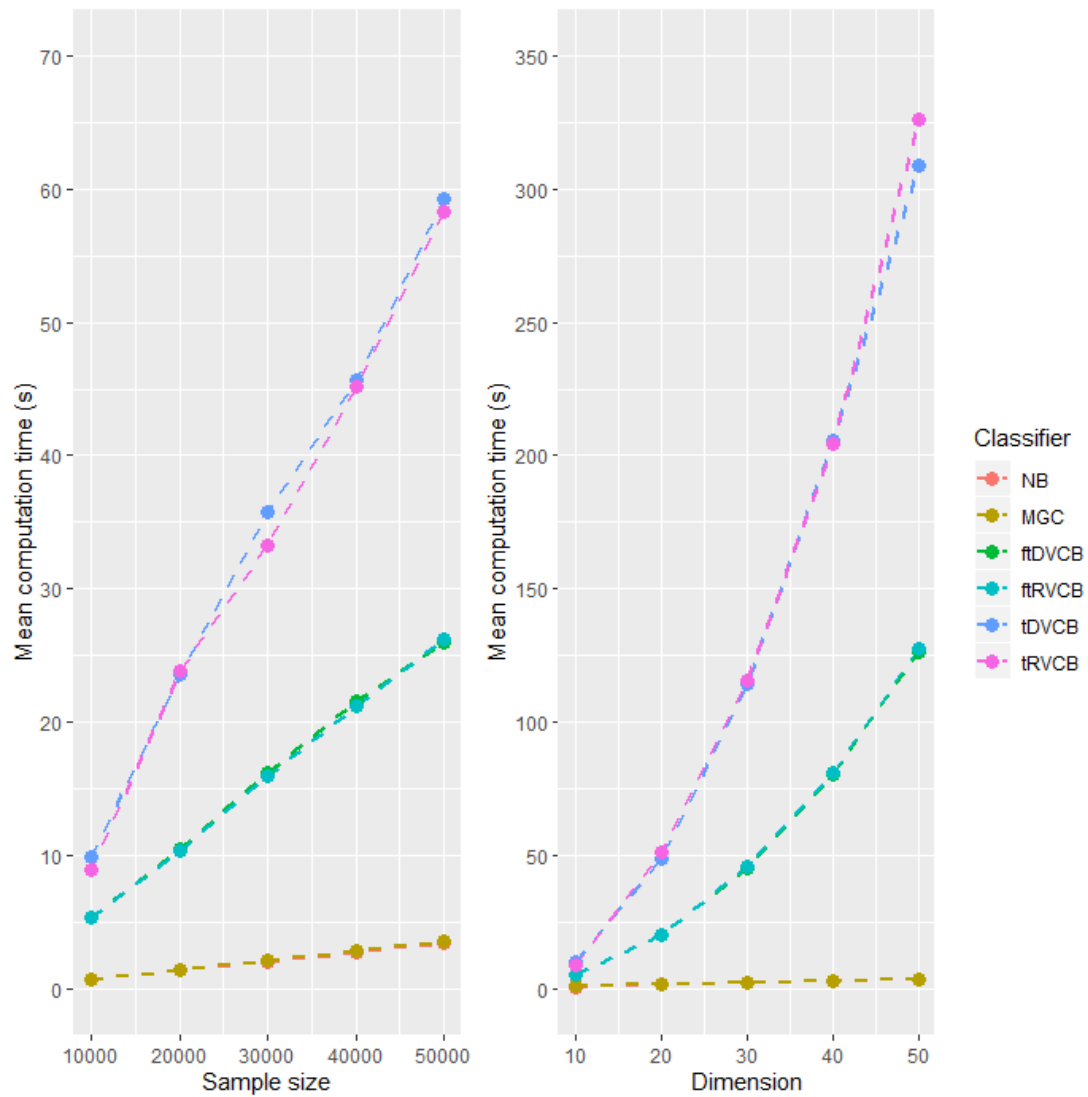 Mean computation time (s)
70
60
50
40
30
20
10
0
10000 20000 30000 40000 50000
Sample size
Mean computation time (s)
350
300
250
200
150
100
50
0
10 20 30 40 50
Dimension
Classifier
NB
MGC
ftDVCB
ftRVCB
tDVCB
tRVCB